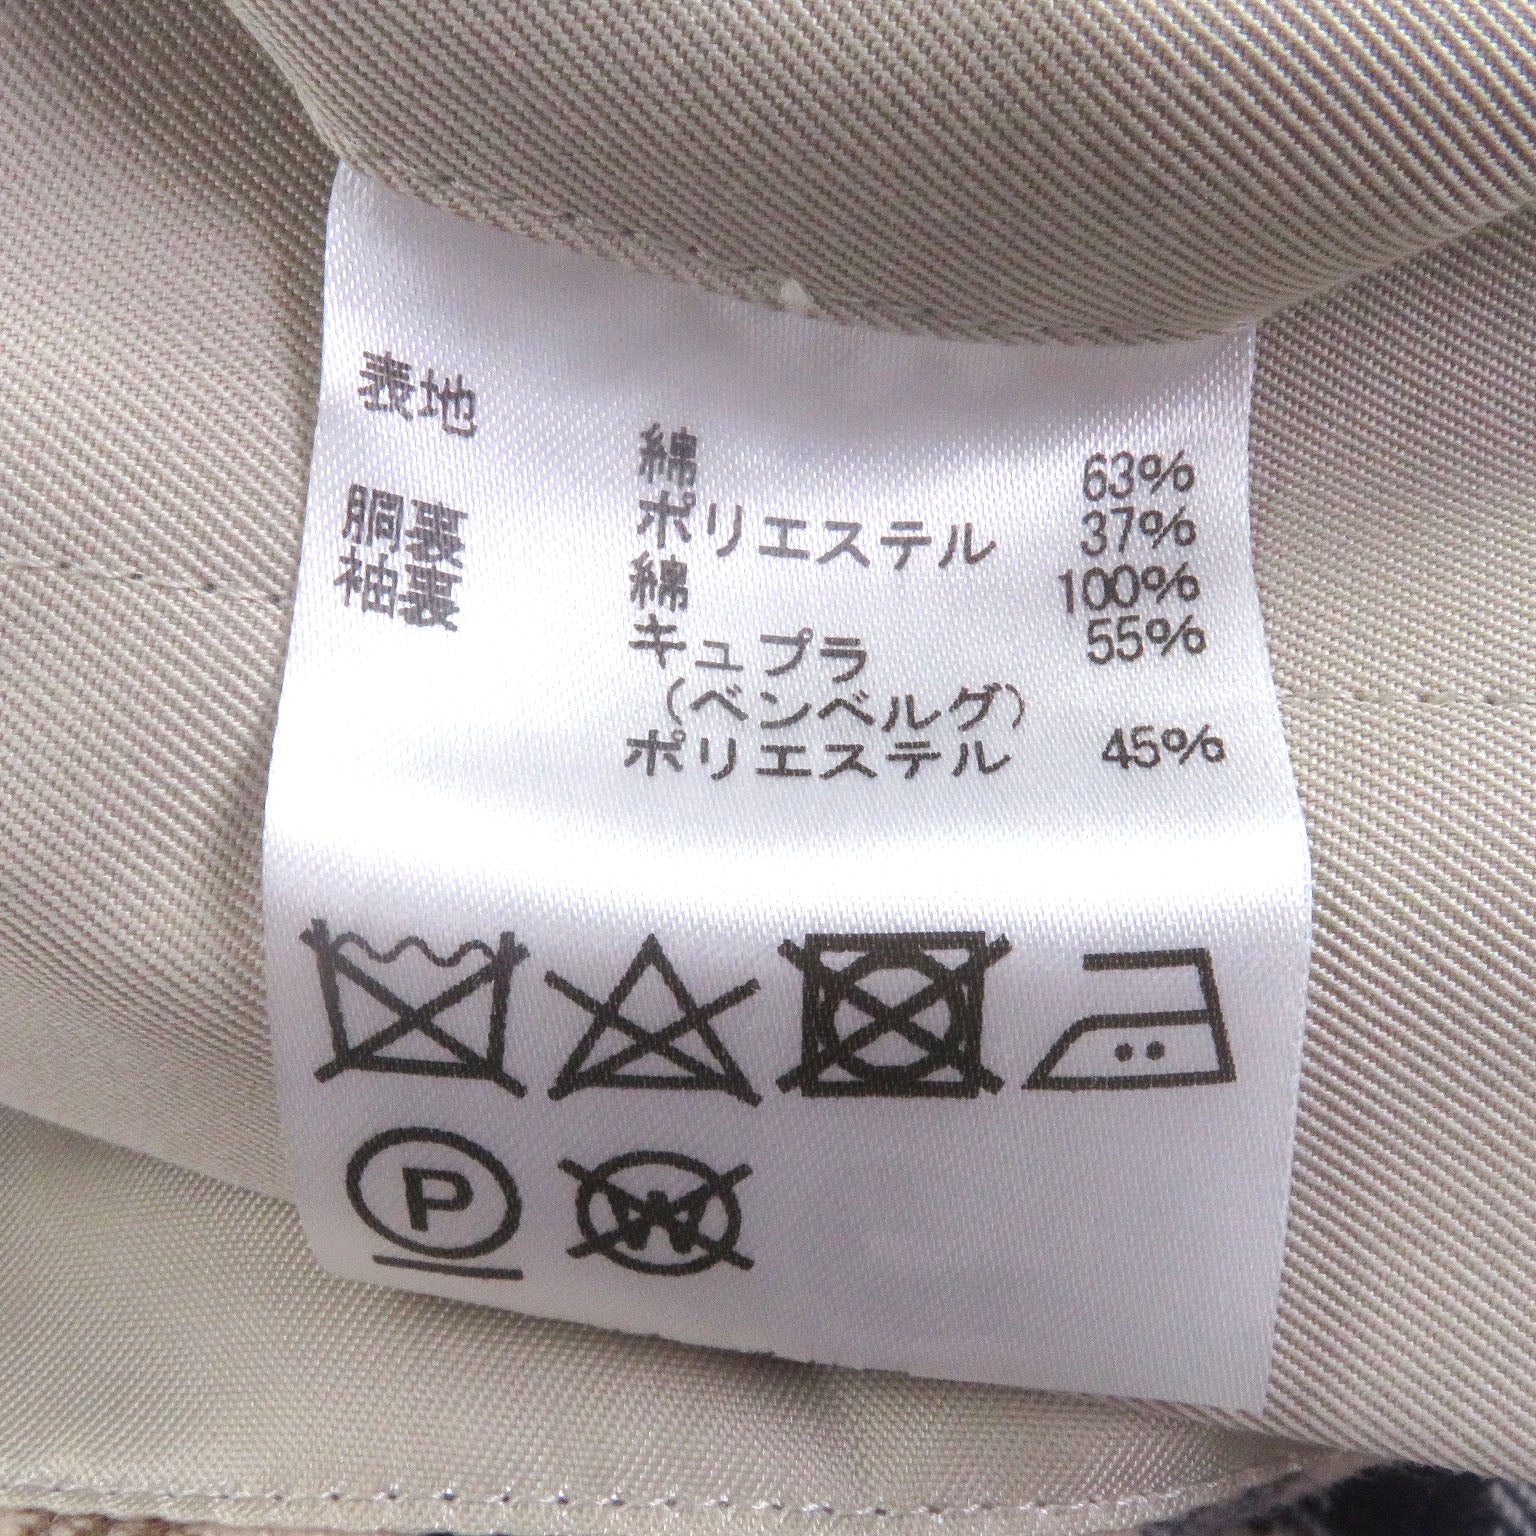 表地 綿 63%
ポリエステル 37%
胴裏 綿 100%
袖裏 キュプラ 55%
(ベンベルグ)
ポリエステル 45%
P
W